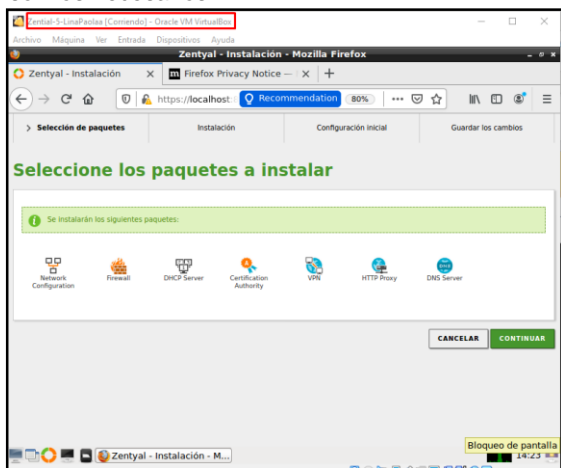 Zential-5-LinaPaolaa [Corriendo] - Oracle VM VirtualBox
Archivo Máquina Ver Entrada Dispositivos Ayuda
Zentyal - Instalación - Mozilla Firefox
Zentyal - Instalación Firefox Privacy Notice —
https://localhost: Recommendation 80%
Selección de paquetes Instalación Configuración inicial Guardar los cambios
Seleccione los paquetes a instalar
Se instalarán los siguientes paquetes:
Network Configuration Firewall DHCP Server Certification Authority VPN HTTP Proxy DNS Server
CANCELAR CONTINUAR
Bloqueo de pantalla
Zentyal - Instalación - M... 14:23